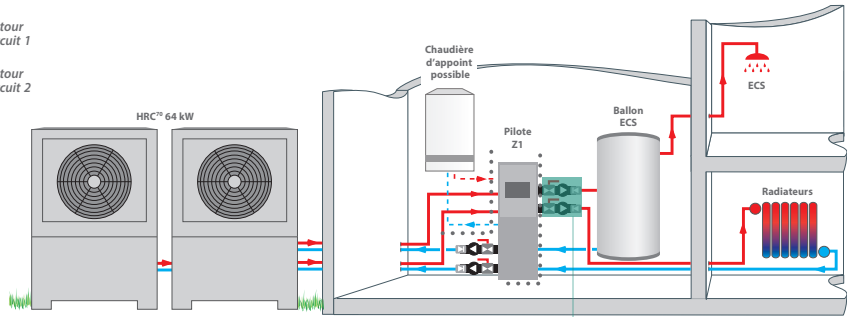 tour
cuit 1
tour
cuit 2
HRC⁷⁰ 64 kW
Chaudière
d'appoint
possible
Pilote
Z1
Ballon
ECS
ECS
Radiateurs